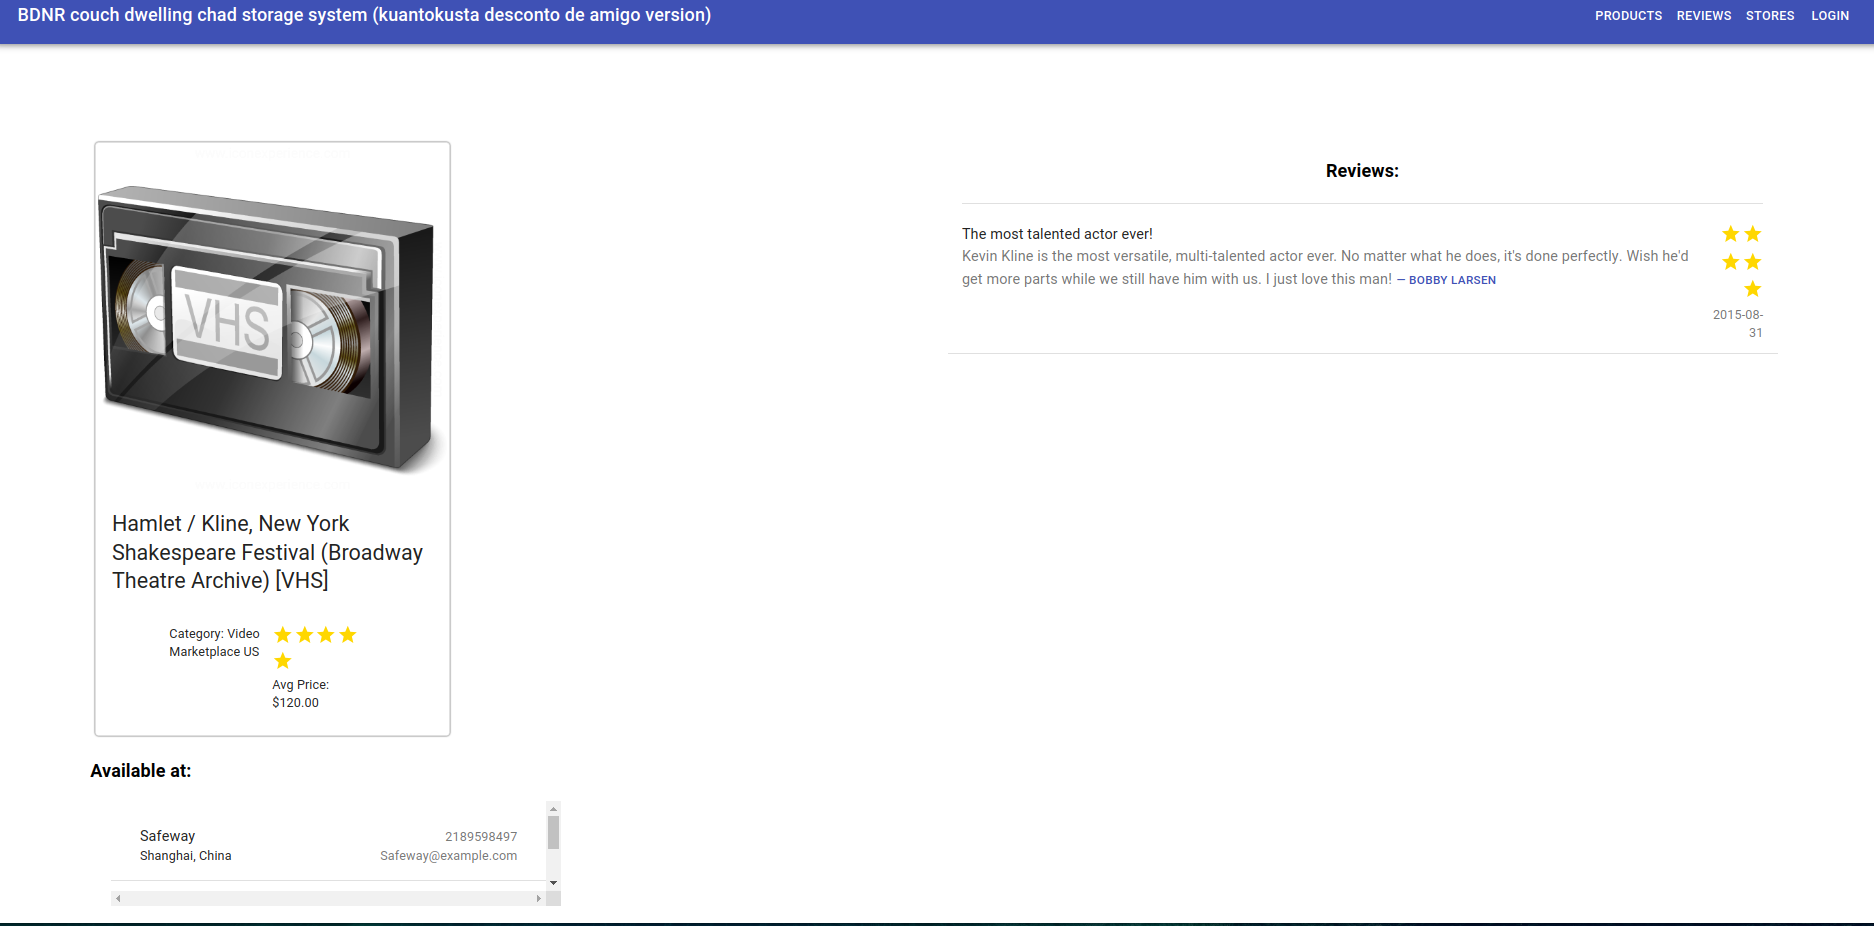 BDNR couch dwelling chad storage system (kuantokusta desconto de amigo version)
PRODUCTS REVIEWS STORES LOGIN
VHS
Hamlet / Kline, New York
Shakespeare Festival (Broadway
Theatre Archive) [VHS]
Category: Video
Marketplace US
Avg Price:
$120.00
Available at:
Safeway
2189598497
Shanghai, China
Safeway@example.com
Reviews:
The most talented actor ever!
Kevin Kline is the most versatile, multi-talented actor ever. No matter what he does, it's done perfectly. Wish he'd
get more parts while we still have him with us. I just love this man! — BOBBY LARSEN
2015-08-
31